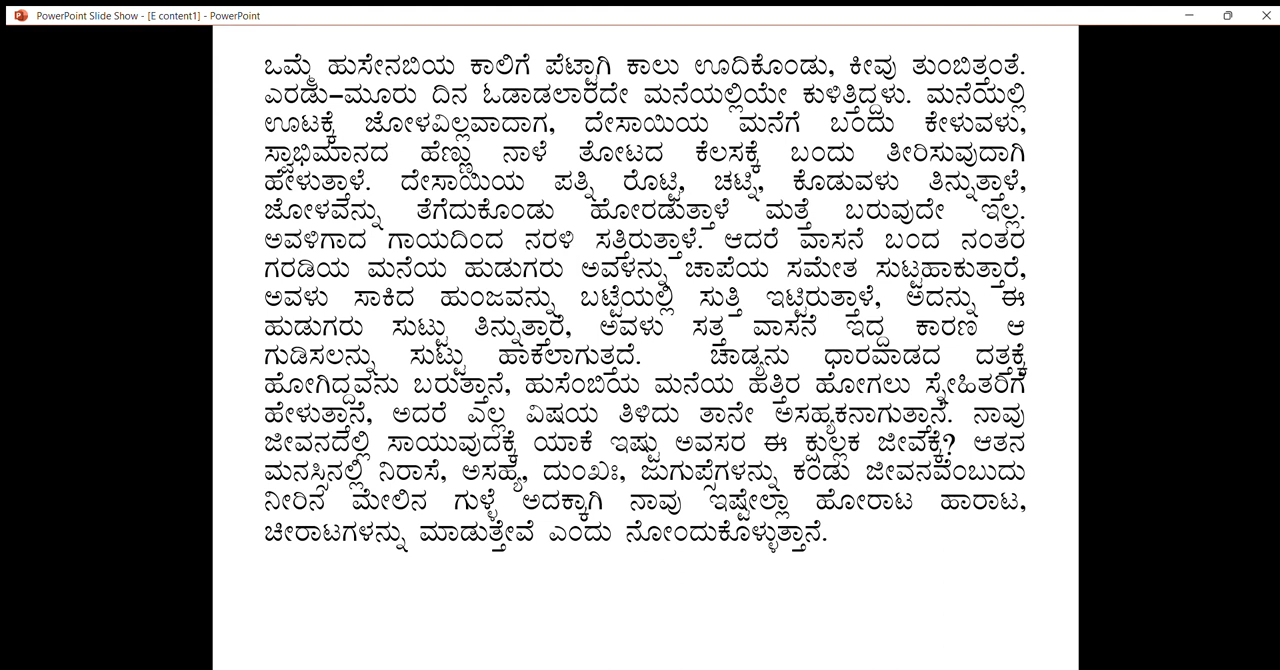 PowerPoint Slide Show - [E content1] - PowerPoint
ಒಮ್ಮೆ ಹುಸೇನಬಿಯ ಕಾಲಿಗೆ ಪೆಟ್ಟಾಗಿ ಕಾಲು ಊದಿಕೊಂಡು, ಕೀವು ತುಂಬಿತ್ತಂತೆ.
ಎರಡು–ಮೂರು ದಿನ ಓಡಾಡಲಾರದೇ ಮನೆಯಲ್ಲಿಯೇ ಕುಳಿತ್ತಿದ್ದಳು. ಮನೆಯಲ್ಲಿ
ಊಟಕ್ಕೆ ಜೋಳವಿಲ್ಲವಾದಾಗ, ದೇಸಾಯಿಯ ಮನೆಗೆ ಬಂದು ಕೇಳುವಳು,
ಸ್ವಾಭಿಮಾನದ ಹೆಣ್ಣು ನಾಳೆ ತೋಟದ ಕೆಲಸಕ್ಕೆ ಬಂದು ತೀರಿಸುವುದಾಗಿ
ಹೇಳುತ್ತಾಳೆ. ದೇಸಾಯಿಯ ಪತ್ನಿ ರೊಟ್ಟಿ, ಚಟ್ನಿ, ಕೊಡುವಳು ತಿನ್ನುತ್ತಾಳೆ,
ಜೋಳವನ್ನು ತೆಗೆದುಕೊಂಡು ಹೋರಡುತ್ತಾಳೆ ಮತ್ತೆ ಬರುವುದೇ ಇಲ್ಲ.
ಅವಳಿಗಾದ ಗಾಯದಿಂದ ನರಳಿ ಸತ್ತಿರುತ್ತಾಳೆ. ಆದರೆ ವಾಸನೆ ಬಂದ ನಂತರ
ಗರಡಿಯ ಮನೆಯ ಹುಡುಗರು ಅವಳನ್ನು ಚಾಪೆಯ ಸಮೇತ ಸುಟ್ಟಹಾಕುತ್ತಾರೆ,
ಅವಳು ಸಾಕಿದ ಹುಂಜವನ್ನು ಬಟ್ಟೆಯಲ್ಲಿ ಸುತ್ತಿ ಇಟ್ಟಿರುತ್ತಾಳೆ, ಅದನ್ನು ಈ
ಹುಡುಗರು ಸುಟ್ಟು ತಿನ್ನುತ್ತಾರೆ, ಅವಳು ಸತ್ತ ವಾಸನೆ ಇದ್ದ ಕಾರಣ ಆ
ಗುಡಿಸಲನ್ನು ಸುಟ್ಟು ಹಾಕಲಾಗುತ್ತದೆ. ಚಾಡ್ಯನು ಧಾರವಾಡದ ದತ್ತಕ್ಕೆ
ಹೋಗಿದ್ದವನು ಬರುತ್ತಾನೆ, ಹುಸೆಂಬಿಯ ಮನೆಯ ಹತ್ತಿರ ಹೋಗಲು ಸ್ನೇಹಿತರಿಗೆ
ಹೇಳುತ್ತಾನೆ, ಅದರೆ ಎಲ್ಲ ವಿಷಯ ತಿಳಿದು ತಾನೇ ಅಸಹ್ಯಕನಾಗುತ್ತಾನೆ. ನಾವು
ಜೀವನದಲ್ಲಿ ಸಾಯುವುದಕ್ಕೆ ಯಾಕೆ ಇಷ್ಟು ಅವಸರ ಈ ಕ್ಷುಲ್ಲಕ ಜೀವಕ್ಕೆ? ಆತನ
ಮನಸ್ಸಿನಲ್ಲಿ ನಿರಾಸೆ, ಅಸಹ್ಯ, ದುಂಖಃ, ಜುಗುಪ್ಸೆಗಳನ್ನು ಕಂಡು ಜೀವನವೆಂಬುದು
ನೀರಿನ ಮೇಲಿನ ಗುಳ್ಳೆ ಅದಕ್ಕಾಗಿ ನಾವು ಇಷ್ಟೇಲ್ಲಾ ಹೋರಾಟ ಹಾರಾಟ,
ಚೀರಾಟಗಳನ್ನು ಮಾಡುತ್ತೇವೆ ಎಂದು ನೋಂದುಕೊಳ್ಳುತ್ತಾನೆ.